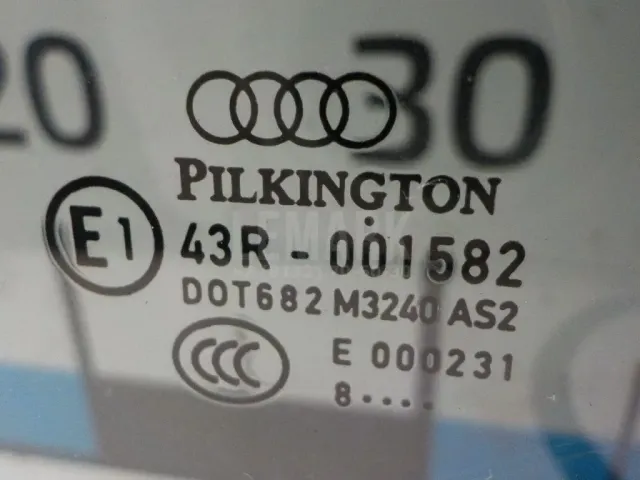 20 30
PILKINGTON
E1 43R - 001582
DOT682 M3240 AS2
CCC E 000231
8····